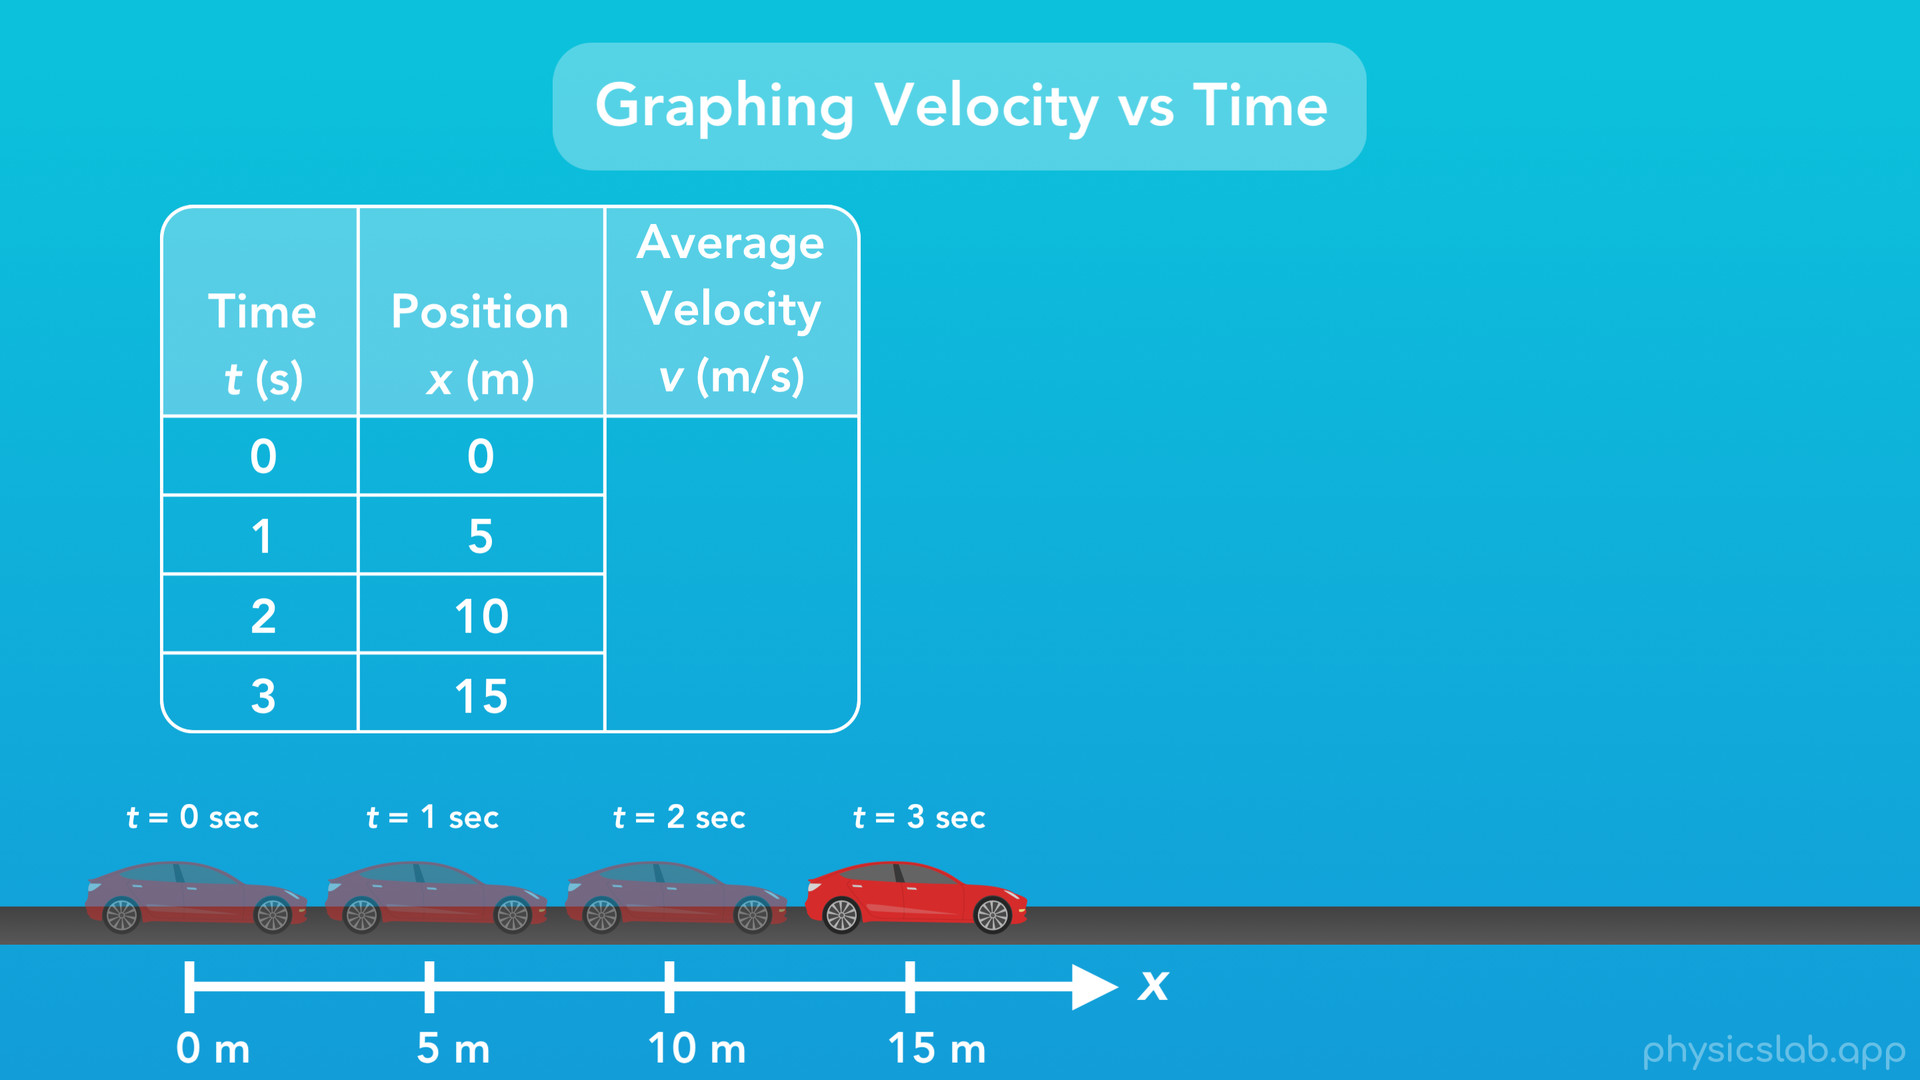 Graphing Velocity vs Time
Time
t (s)
Position
x (m)
Average
Velocity
v (m/s)
0 0
1 5
2 10
3 15
t = 0 sec t = 1 sec t = 2 sec t = 3 sec
x
0 m 5 m 10 m 15 m
physicslab.app